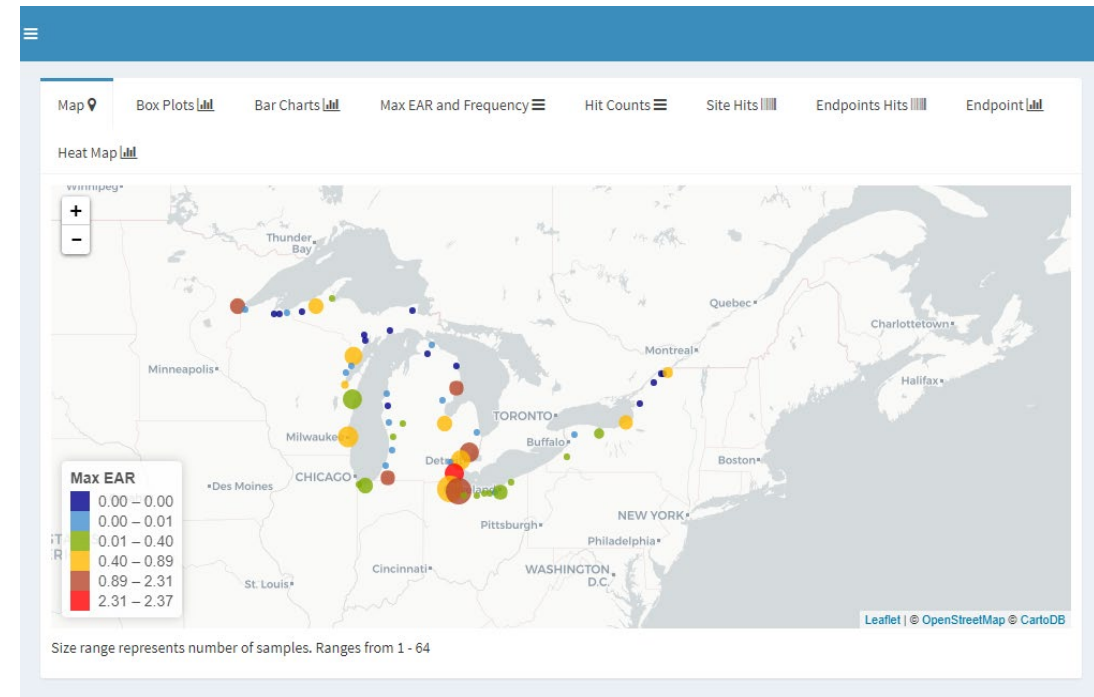 Map Box Plots Bar Charts Max EAR and Frequency Hit Counts Site Hits Endpoints Hits Endpoint
Heat Map
Winnipeg
+
-
Thunder
Bay
Quebec
Charlottetown
Montreal
Minneapolis
Halifax
TORONTO
Milwaukee
Buffalo
Boston
CHICAGO
Des Moines
NEW YORK
Pittsburgh
Philadelphia
Cincinnati
WASHINGTON
D.C.
St. Louis
Max EAR
0.00 – 0.00
0.00 – 0.01
0.01 – 0.40
0.40 – 0.89
0.89 – 2.31
2.31 – 2.37
Leaflet | © OpenStreetMap © CartoDB
Size range represents number of samples. Ranges from 1 - 64